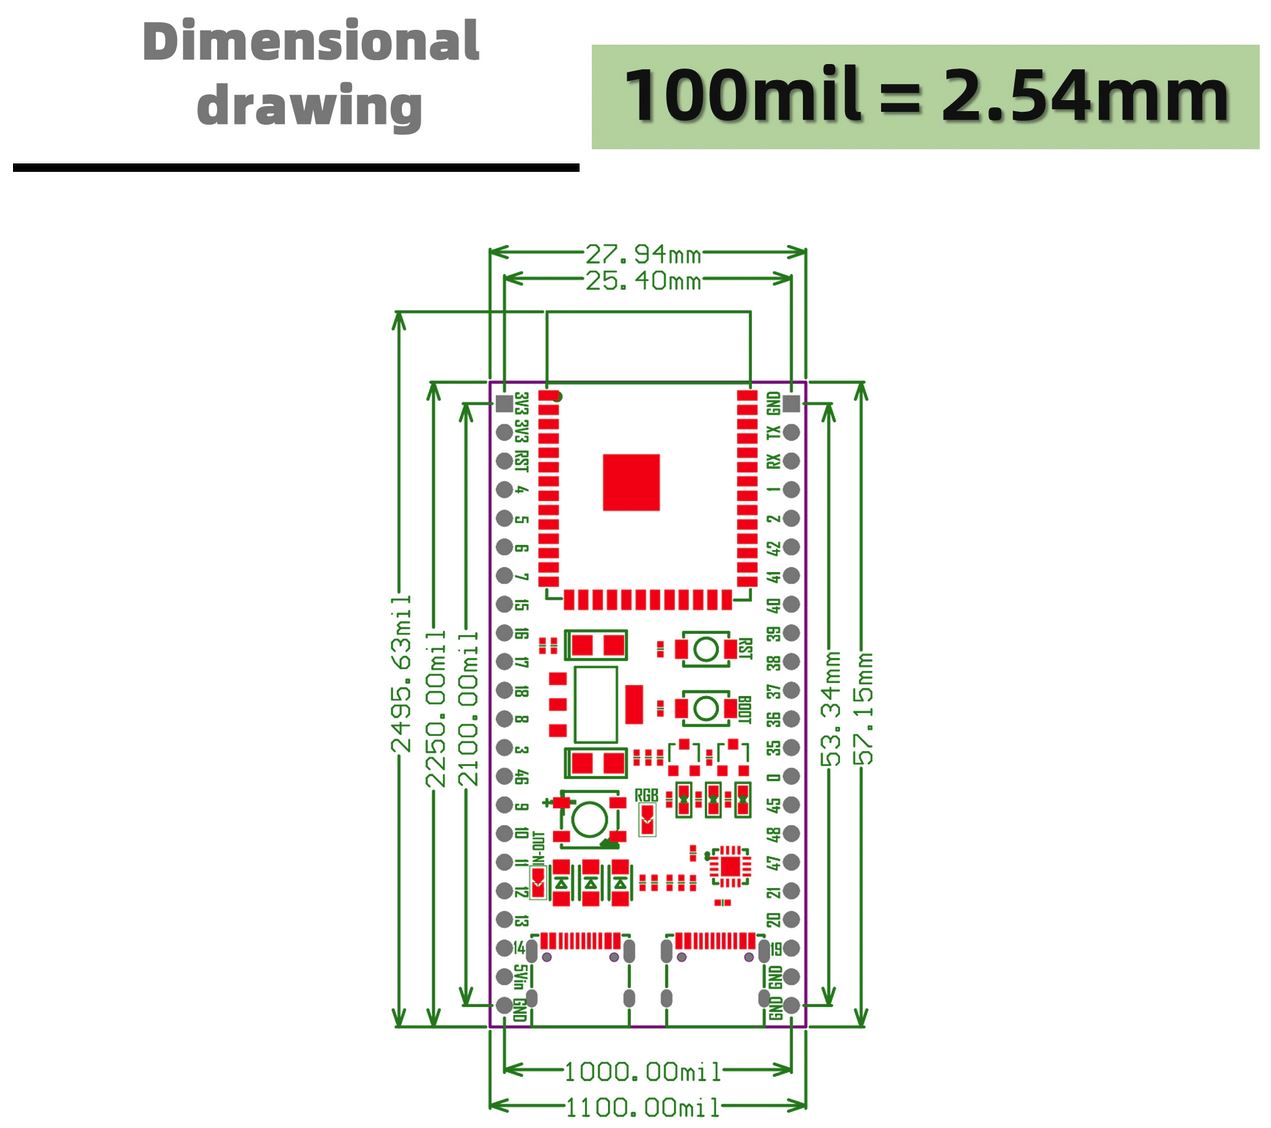 Dimensional
drawing
100mil = 2.54mm
27.94mm
25.40mm
3V3 GND
3V3 TX
RST RX
4 1
5 2
6 42
7 41
15 40
16 39
17 38
18 37
8 36
3 35
46 0
9 45
10 48
11 47
12 21
13 20
14 19
5Vin GND
GND GND
RST
BOOT
+
RGB
IN-OUT
2495.63mil
2250.00mil
2100.00mil
53.34mm
57.15mm
1000.00mil
1100.00mil